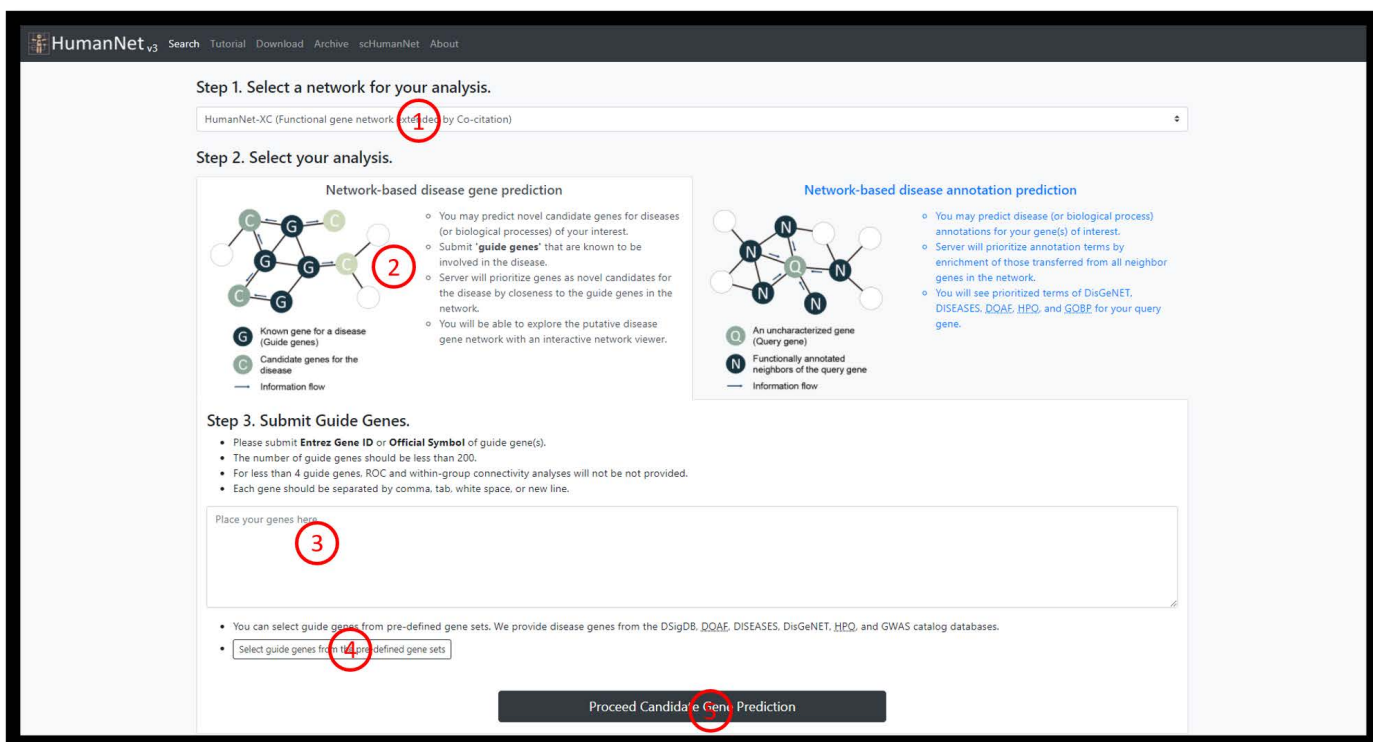 HumanNet v3 Search Tutorial Download Archive scHumanNet About
Step 1. Select a network for your analysis.
HumanNet-XC (Functional gene network extended by Co-citation)
1
Step 2. Select your analysis.
Network-based disease gene prediction
C G C
G G C
C G
2
G Known gene for a disease
(Guide genes)
C Candidate genes for the
disease
Information flow
You may predict novel candidate genes for diseases
(or biological processes) of your interest.
Submit 'guide genes' that are known to be
involved in the disease.
Server will prioritize genes as novel candidates for
the disease by closeness to the guide genes in the
network.
You will be able to explore the putative disease
gene network with an interactive network viewer.
Network-based disease annotation prediction
N
N Q N
N N
Q An uncharacterized gene
(Query gene)
N Functionally annotated
neighbors of the query gene
Information flow
You may predict disease (or biological process)
annotations for your gene(s) of interest.
Server will prioritize annotation terms by
enrichment of those transferred from all neighbor
genes in the network.
You will see prioritized terms of DisGeNET,
DISEASES, DOAF, HPO, and GOBP for your query
gene.
Step 3. Submit Guide Genes.
Please submit Entrez Gene ID or Official Symbol of guide gene(s).
The number of guide genes should be less than 200.
For less than 4 guide genes, ROC and within-group connectivity analyses will not be not provided.
Each gene should be separated by comma, tab, white space, or new line.
Place your genes here
3
You can select guide genes from pre-defined gene sets. We provide disease genes from the DSigDB, DOAF, DISEASES, DisGeNET, HPO, and GWAS catalog databases.
Select guide genes from the pre-defined gene sets
4
Proceed Candidate Gene Prediction
5